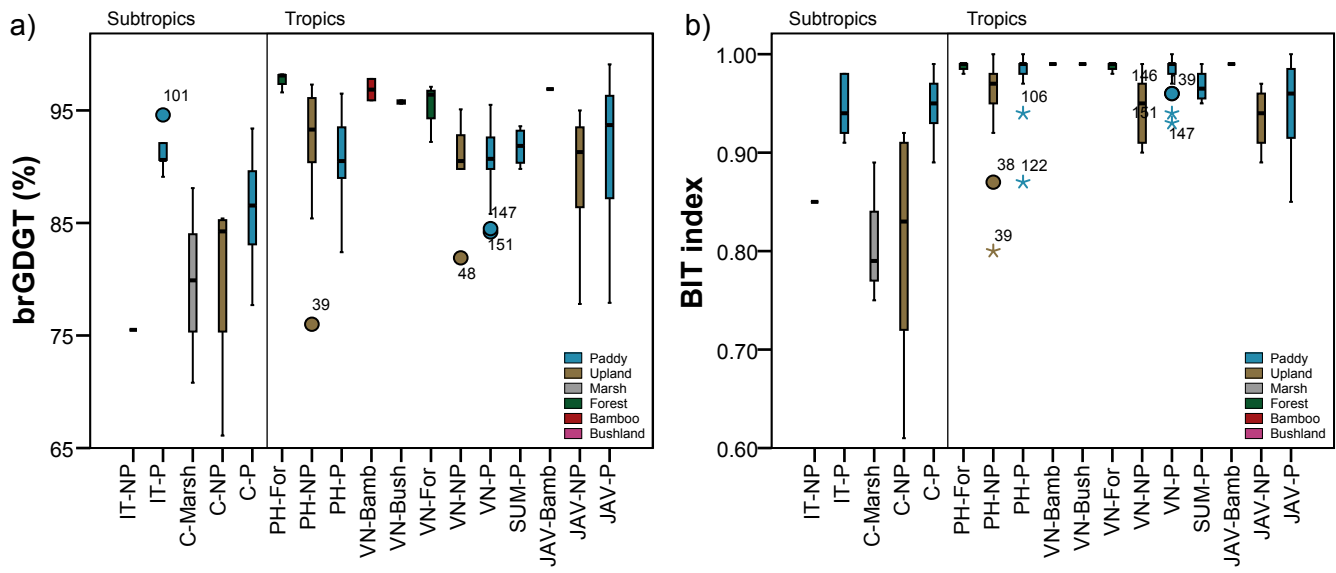 a)
Subtropics
Tropics
brGDGT (%)
95
85
75
65
101
39
48
147
151
Paddy
Upland
Marsh
Forest
Bamboo
Bushland
IT-NP
IT-P
C-Marsh
C-NP
C-P
PH-For
PH-NP
PH-P
VN-Bamb
VN-Bush
VN-For
VN-NP
VN-P
SUM-P
JAV-Bamb
JAV-NP
JAV-P
b)
Subtropics
Tropics
BIT index
1.00
0.90
0.80
0.70
0.60
38
39
106
122
146
151
139
147
Paddy
Upland
Marsh
Forest
Bamboo
Bushland
IT-NP
IT-P
C-Marsh
C-NP
C-P
PH-For
PH-NP
PH-P
VN-Bamb
VN-Bush
VN-For
VN-NP
VN-P
SUM-P
JAV-Bamb
JAV-NP
JAV-P